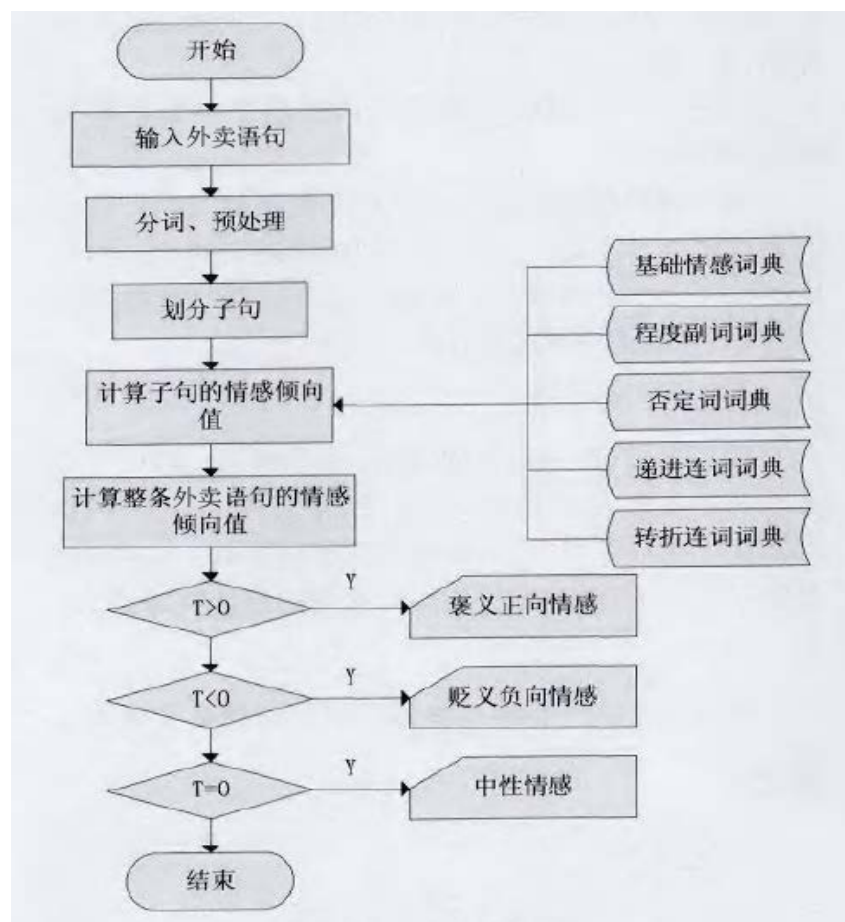 开始
输入外卖语句
分词、预处理
划分子句
计算子句的情感倾向
值
计算整条外卖语句的情感
倾向值
基础情感词典
程度副词词典
否定词词典
递进连词词典
转折连词词典
T>0
Y
褒义正向情感
T<0
Y
贬义负向情感
T=0
Y
中性情感
结束